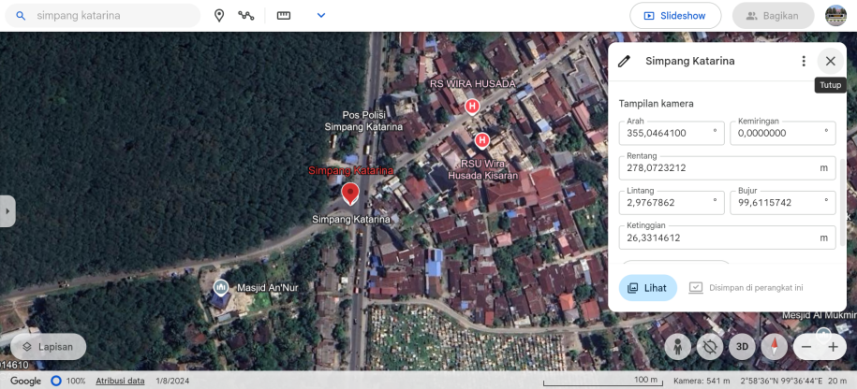 simpang katarina
Slideshow
Bagikan
Simpang Katarina
Tutup
Tampilan kamera
Arah
355,0464100 °
Kemiringan
0,0000000 °
Rentang
278,0723212 m
Lintang
2,9767862 °
Bujur
99,6115742 °
Ketinggian
26,3314612 m
Lihat
Disimpan di perangkat ini
RS WIRA HUSADA
H
Pos Polisi
Simpang Katarina
H
RSU Wira
Husada Kisaran
Simpang Katarina
Simpang Katarina
Masjid An'Nur
Masjid Al Mukmin
Lapisan
3D
014610
Google
100%
Atribusi data
1/8/2024
100 m
Kamera: 541 m
2°58'36"N 99°36'44"E
20 m